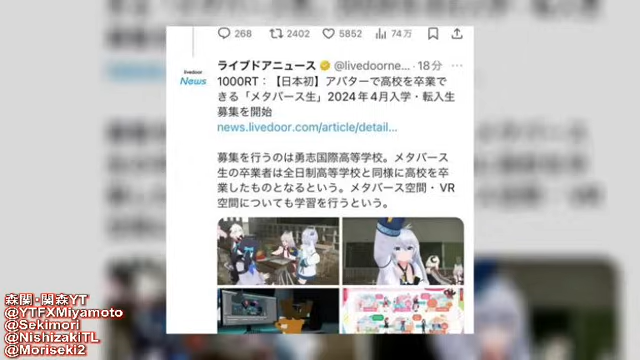 268 2402 5852 74万
ライブドアニュース @livedoorne... · 18分
livedoor
News
1000RT：【日本初】アバターで高校を卒業で
きる「メタバース生」2024年4月入学・転入生
募集を開始
news.livedoor.com/article/detail...
募集を行うのは勇志国際高等学校。メタバース
生の卒業者は全日制高等学校と同様に高校を卒
業したものとなるという。メタバース空間・VR
空間についても学習を行うという。
森関･関森YT
@YTFXMiyamoto
@Sekimori
@NishizakiTL
@Moriseki2